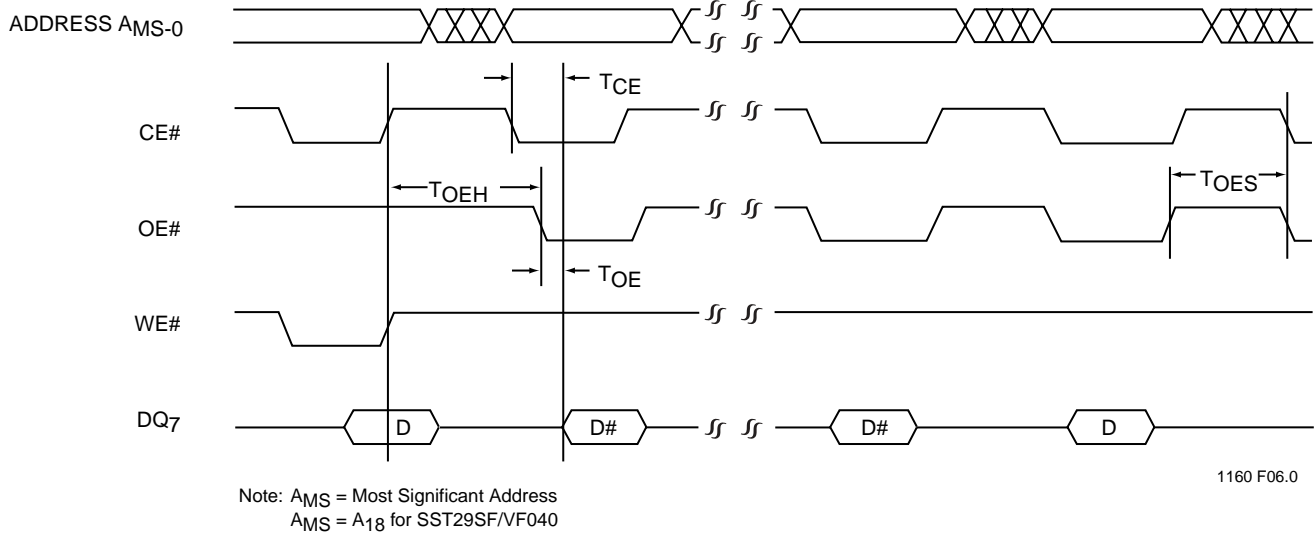 ADDRESS AMS-0
TCE
CE#
TOEH
TOES
OE#
TOE
WE#
DQ7
D
D#
D#
D
1160 F06.0
Note: AMS = Most Significant Address
AMS = A18 for SST29SF/VF040